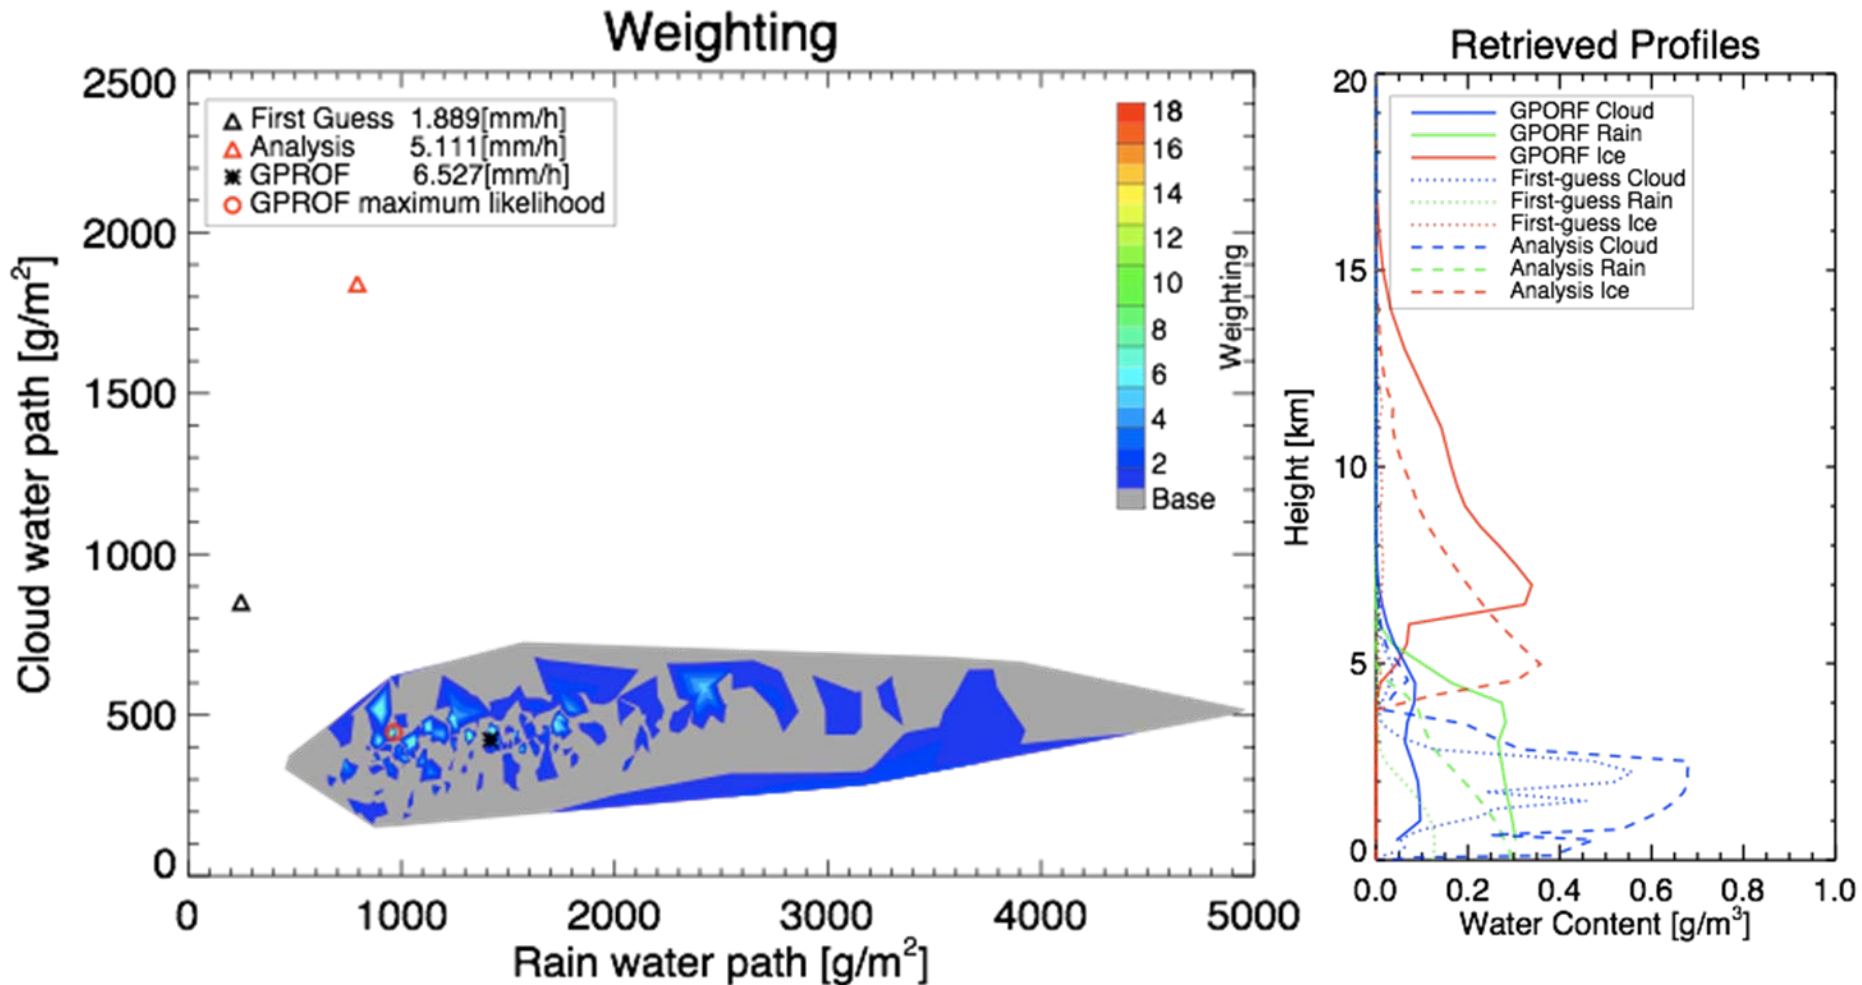 Weighting
2500
2000
1500
1000
500
0
Cloud water path [g/m²]
First Guess 1.889[mm/h]
Analysis 5.111[mm/h]
GPROF 6.527[mm/h]
GPROF maximum likelihood
18
16
14
12
10
8
6
4
2
Base
Weighting
0 1000 2000 3000 4000 5000
Rain water path [g/m²]
Retrieved Profiles
20
15
10
5
0
Height [km]
GPORF Cloud
GPORF Rain
GPORF Ice
First-guess Cloud
First-guess Rain
First-guess Ice
Analysis Cloud
Analysis Rain
Analysis Ice
0.0 0.2 0.4 0.6 0.8 1.0
Water Content [g/m³]